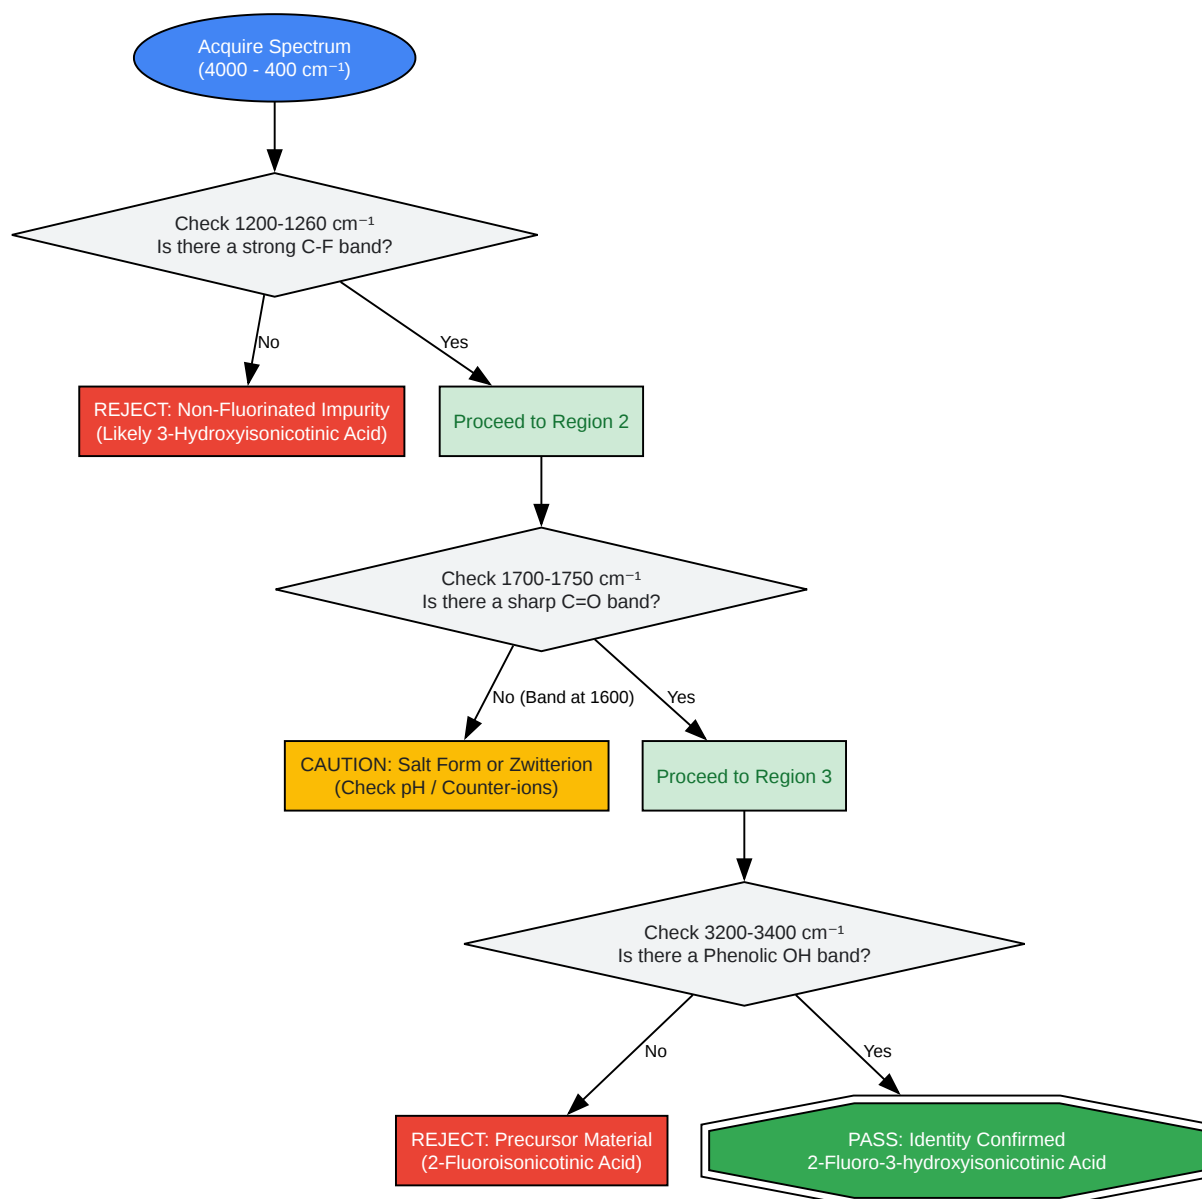 Acquire Spectrum
(4000 - 400 cm⁻¹)
Check 1200-1260 cm⁻¹
Is there a strong C-F band?
No
Yes
REJECT: Non-Fluorinated Impurity
(Likely 3-Hydroxyisonicotinic Acid)
Proceed to Region 2
Check 1700-1750 cm⁻¹
Is there a sharp C=O band?
No (Band at 1600)
Yes
CAUTION: Salt Form or Zwitterion
(Check pH / Counter-ions)
Proceed to Region 3
Check 3200-3400 cm⁻¹
Is there a Phenolic OH band?
No
Yes
REJECT: Precursor Material
(2-Fluoroisonicotinic Acid)
PASS: Identity Confirmed
2-Fluoro-3-hydroxyisonicotinic Acid